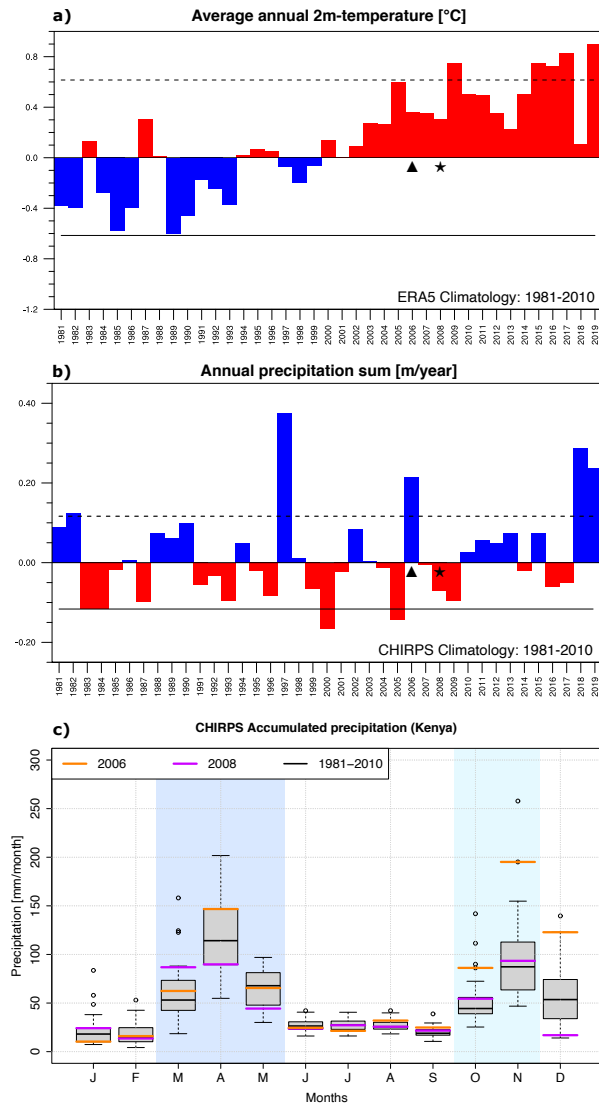 a) Average annual 2m-temperature [°C]
0.8
0.4
0.0
-0.4
-0.8
-1.2
ERA5 Climatology: 1981-2010
1981 1982 1983 1984 1985 1986 1987 1988 1989 1990 1991 1992 1993 1994 1995 1996 1997 1998 1999 2000 2001 2002 2003 2004 2005 2006 2007 2008 2009 2010 2011 2012 2013 2014 2015 2016 2017 2018 2019
b) Annual precipitation sum [m/year]
0.40
0.20
0.00
-0.20
CHIRPS Climatology: 1981-2010
1981 1982 1983 1984 1985 1986 1987 1988 1989 1990 1991 1992 1993 1994 1995 1996 1997 1998 1999 2000 2001 2002 2003 2004 2005 2006 2007 2008 2009 2010 2011 2012 2013 2014 2015 2016 2017 2018 2019
c) CHIRPS Accumulated precipitation (Kenya)
2006 2008 1981−2010
Precipitation [mm/month]
300
250
200
150
100
50
0
J F M A M J J A S O N D
Months